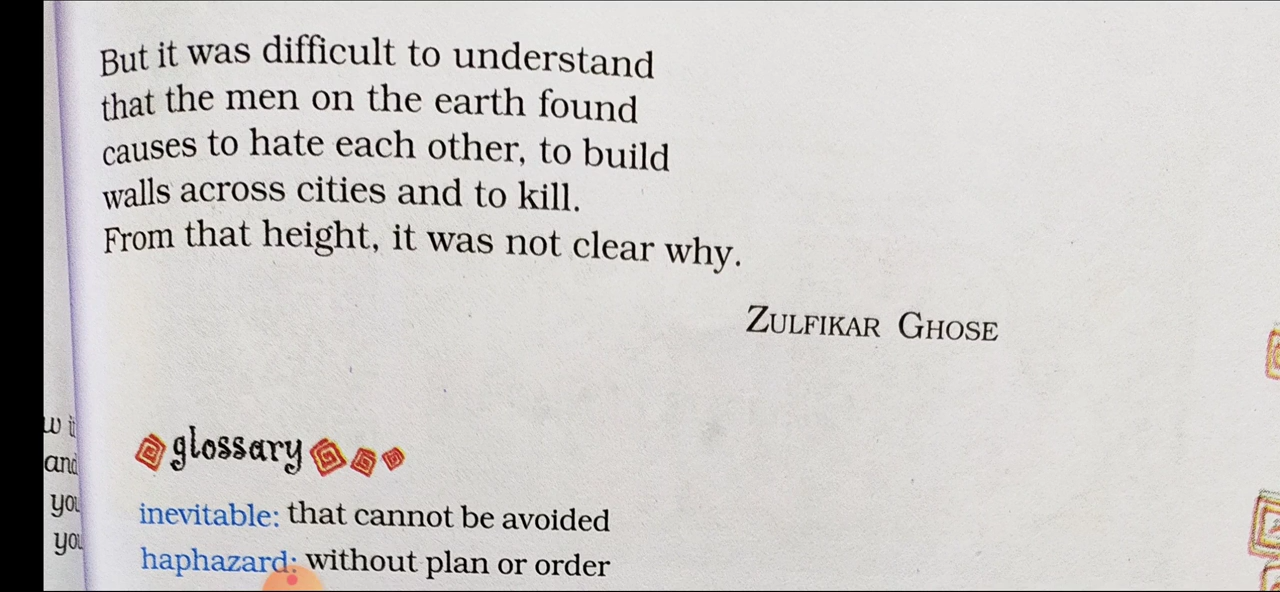 But it was difficult to understand
that the men on the earth found
causes to hate each other, to build
walls across cities and to kill.
From that height, it was not clear why.
ZULFIKAR GHOSE
glossary
inevitable: that cannot be avoided
haphazard: without plan or order
and